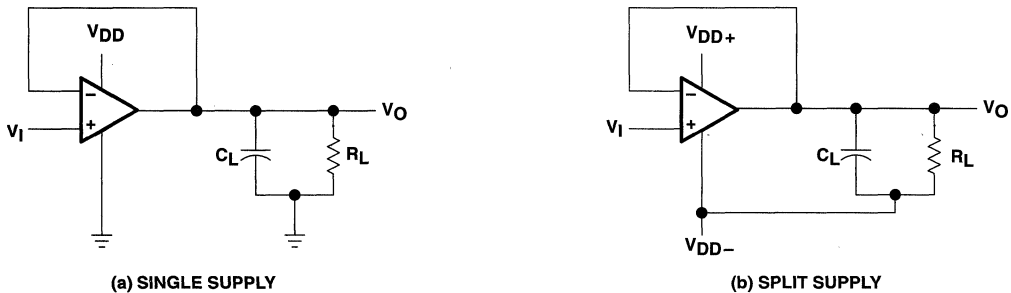 VDD
−
+
VI
VO
CL
RL
(a) SINGLE SUPPLY
VDD+
−
+
VI
VO
CL
RL
VDD−
(b) SPLIT SUPPLY